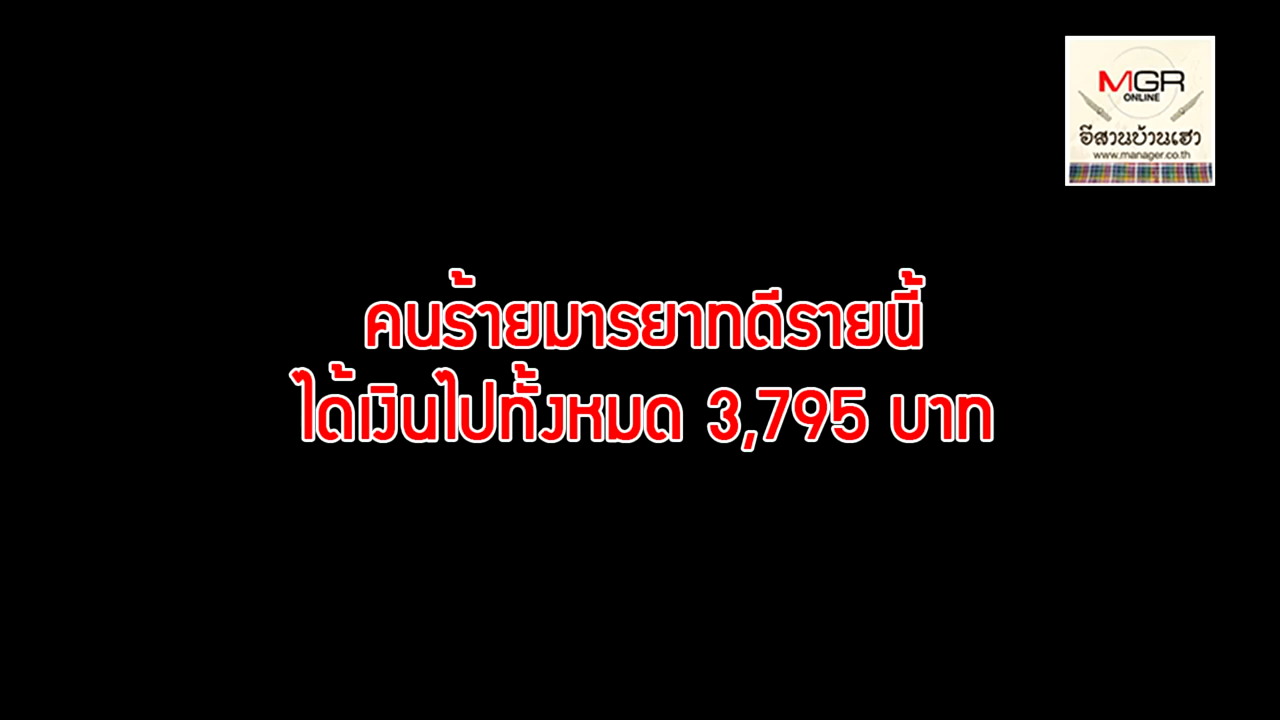 MGR
ONLINE
อีสานบ้านเฮา
www.manager.co.th
คนร้ายมารยาทดีรายนี้
ได้เงินไปทั้งหมด 3,795 บาท